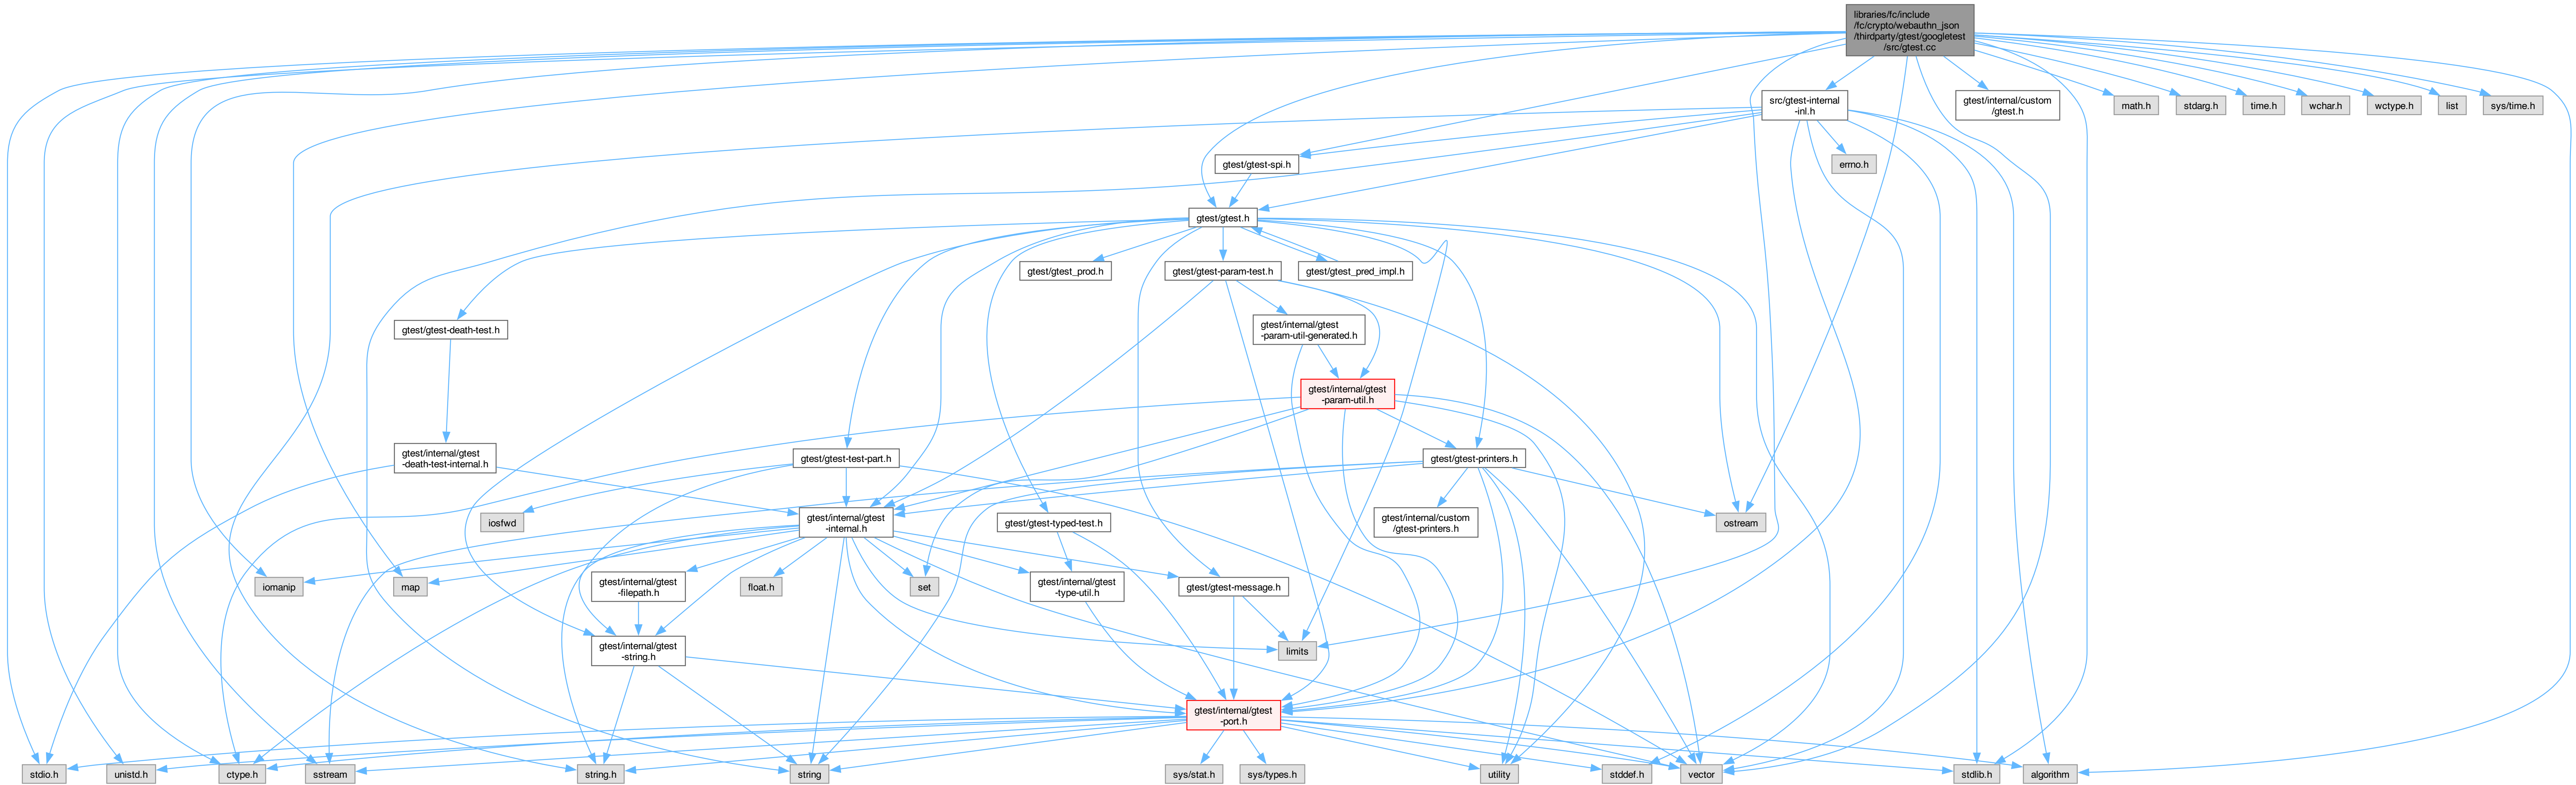 libraries/fc/include
/fc/crypto/webauthn_json
/thirdparty/gtest/googletest
/src/gtest.cc
src/gtest-internal
-inl.h
gtest/internal/custom
/gtest.h
math.h
stdarg.h
time.h
wchar.h
wctype.h
list
sys/time.h
gtest/gtest-spi.h
errno.h
gtest/gtest.h
gtest/gtest_prod.h
gtest/gtest-param-test.h
gtest/gtest_pred_impl.h
gtest/gtest-death-test.h
gtest/internal/gtest
-param-util-generated.h
gtest/internal/gtest
-param-util.h
gtest/internal/gtest
-death-test-internal.h
gtest/gtest-test-part.h
gtest/gtest-printers.h
iosfwd
gtest/internal/gtest
-internal.h
gtest/gtest-typed-test.h
gtest/internal/custom
/gtest-printers.h
ostream
iomanip
map
gtest/internal/gtest
-filepath.h
float.h
set
gtest/internal/gtest
-type-util.h
gtest/gtest-message.h
gtest/internal/gtest
-string.h
limits
gtest/internal/gtest
-port.h
stdio.h
unistd.h
ctype.h
sstream
string.h
string
sys/stat.h
sys/types.h
utility
stddef.h
vector
stdlib.h
algorithm